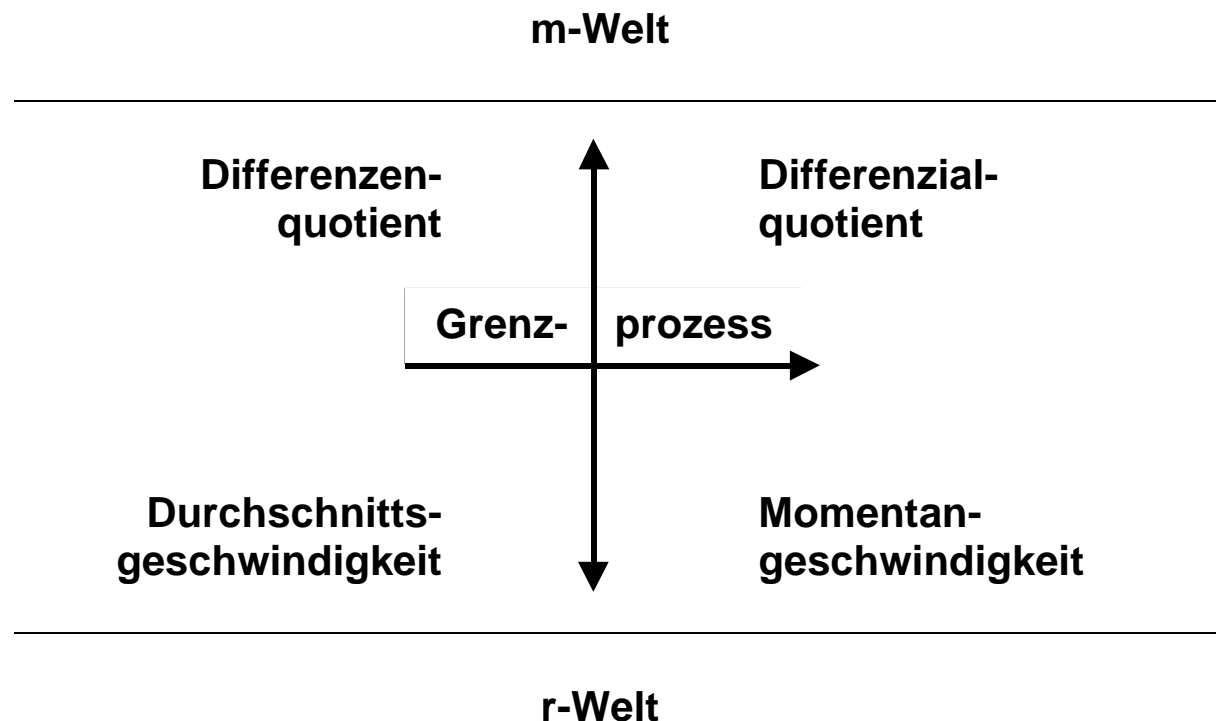 m-Welt
Differenzen-
quotient
Differenzial-
quotient
Grenz- prozess
Durchschnitts-
geschwindigkeit
Momentan-
geschwindigkeit
r-Welt